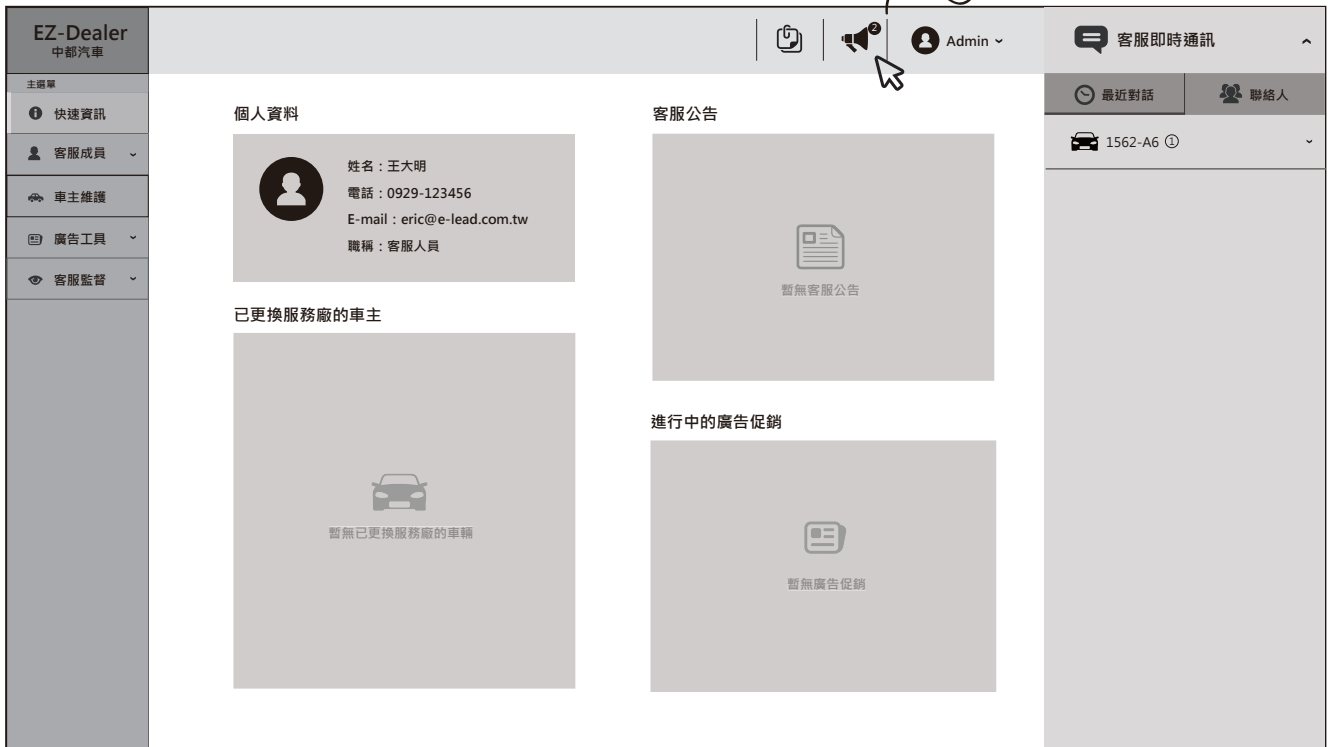 EZ-Dealer
中都汽車
2
Admin
客服即時通訊
主選單
快速資訊
客服成員
車主維護
廣告工具
客服監督
最近對話
聯絡人
1562-A6 ①
個人資料
姓名：王大明
電話：0929-123456
E-mail：eric@e-lead.com.tw
職稱：客服人員
已更換服務廠的車主
暫無已更換服務廠的車輛
客服公告
暫無客服公告
進行中的廣告促銷
暫無廣告促銷